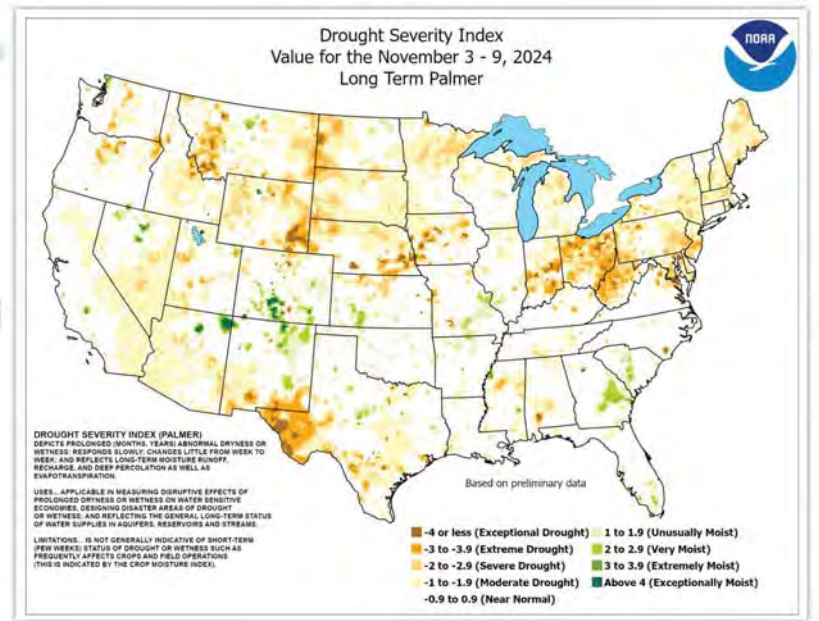 Drought Severity Index
Value for the November 3 - 9, 2024
Long Term Palmer
NOAA
DROUGHT SEVERITY INDEX (PALMER)
DEPICTS PROLONGED (MONTHS, YEARS) ABNORMAL DRYNESS OR
WETNESS; RESPONDS SLOWLY; CHANGES LITTLE FROM WEEK TO
WEEK; AND REFLECTS LONG-TERM MOISTURE RUNOFF,
RECHARGE, AND DEEP PERCOLATION AS WELL AS
EVAPOTRANSPIRATION.
USES... APPLICABLE IN MEASURING DISRUPTIVE EFFECTS OF
PROLONGED DRYNESS OR WETNESS ON WATER SENSITIVE
ECONOMIES, DESIGNING DISASTER AREAS OF DROUGHT
OR WETNESS; AND REFLECTING THE GENERAL LONG-TERM STATUS
OF WATER SUPPLIES IN AQUIFERS, RESERVOIRS AND STREAMS.
LIMITATIONS... IS NOT GENERALLY INDICATIVE OF SHORT-TERM
(FEW WEEKS) STATUS OF DROUGHT OR WETNESS SUCH AS
FREQUENTLY AFFECTS CROPS AND FIELD OPERATIONS
(THIS IS INDICATED BY THE CROP MOISTURE INDEX).
Based on preliminary data
-4 or less (Exceptional Drought)
-3 to -3.9 (Extreme Drought)
-2 to -2.9 (Severe Drought)
-1 to -1.9 (Moderate Drought)
-0.9 to 0.9 (Near Normal)
1 to 1.9 (Unusually Moist)
2 to 2.9 (Very Moist)
3 to 3.9 (Extremely Moist)
Above 4 (Exceptionally Moist)